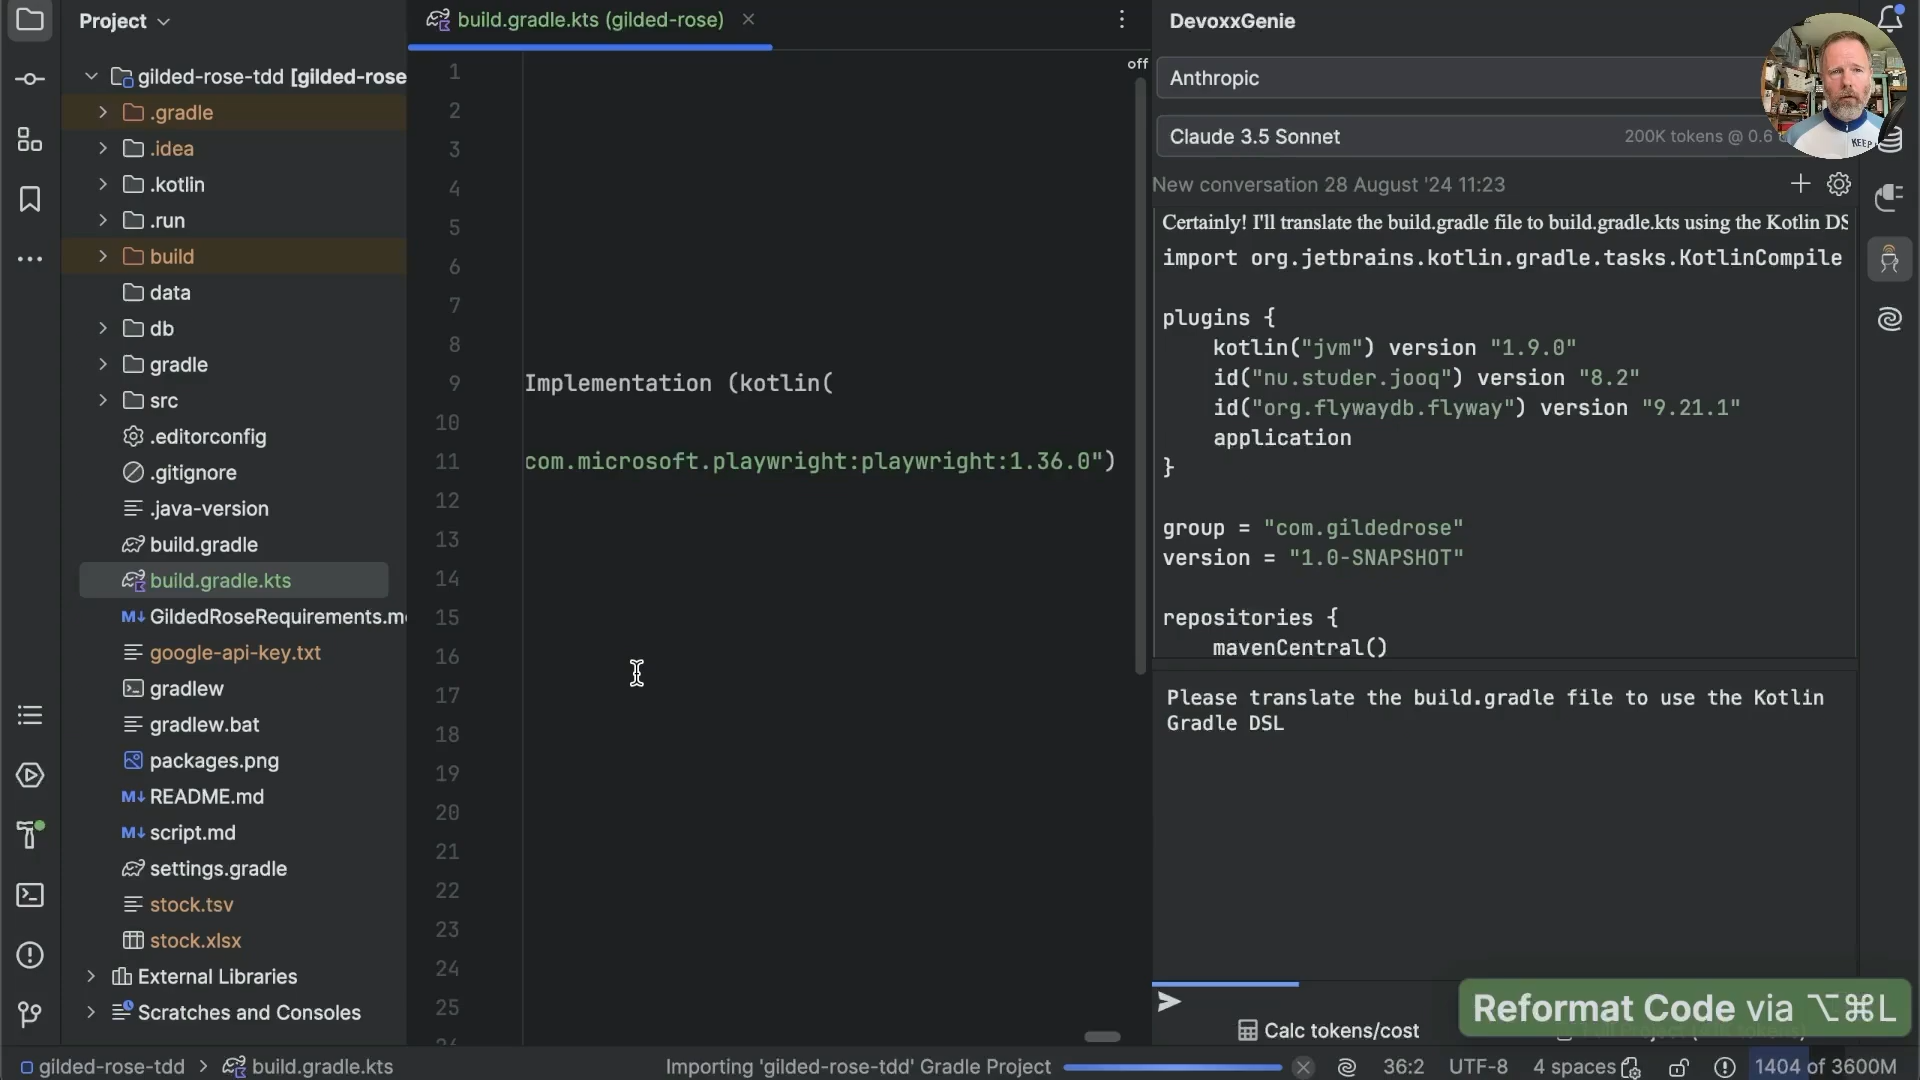 Project
build.gradle.kts (gilded-rose)
DevoxxGenie
gilded-rose-tdd [gilded-rose
.gradle
.idea
.kotlin
.run
build
data
db
gradle
src
.editorconfig
.gitignore
.java-version
build.gradle
build.gradle.kts
GildedRoseRequirements.m
google-api-key.txt
gradlew
gradlew.bat
packages.png
README.md
script.md
settings.gradle
stock.tsv
stock.xlsx
External Libraries
Scratches and Consoles
off
1
2
3
4
5
6
7
8
9 Implementation (kotlin(
10
11 com.microsoft.playwright:playwright:1.36.0")
12
13
14
15
16
17
18
19
20
21
22
23
24
25
Anthropic
Claude 3.5 Sonnet 200K tokens @ 0.6
KEEP
New conversation 28 August '24 11:23
Certainly! I'll translate the build.gradle file to build.gradle.kts using the Kotlin DS
import org.jetbrains.kotlin.gradle.tasks.KotlinCompile
plugins {
kotlin("jvm") version "1.9.0"
id("nu.studer.jooq") version "8.2"
id("org.flywaydb.flyway") version "9.21.1"
application
}
group = "com.gildedrose"
version = "1.0-SNAPSHOT"
repositories {
mavenCentral()
Please translate the build.gradle file to use the Kotlin
Gradle DSL
Calc tokens/cost
Reformat Code via ⌥⌘L
gilded-rose-tdd > build.gradle.kts
Importing 'gilded-rose-tdd' Gradle Project
36:2 UTF-8 4 spaces 1404 of 3600M